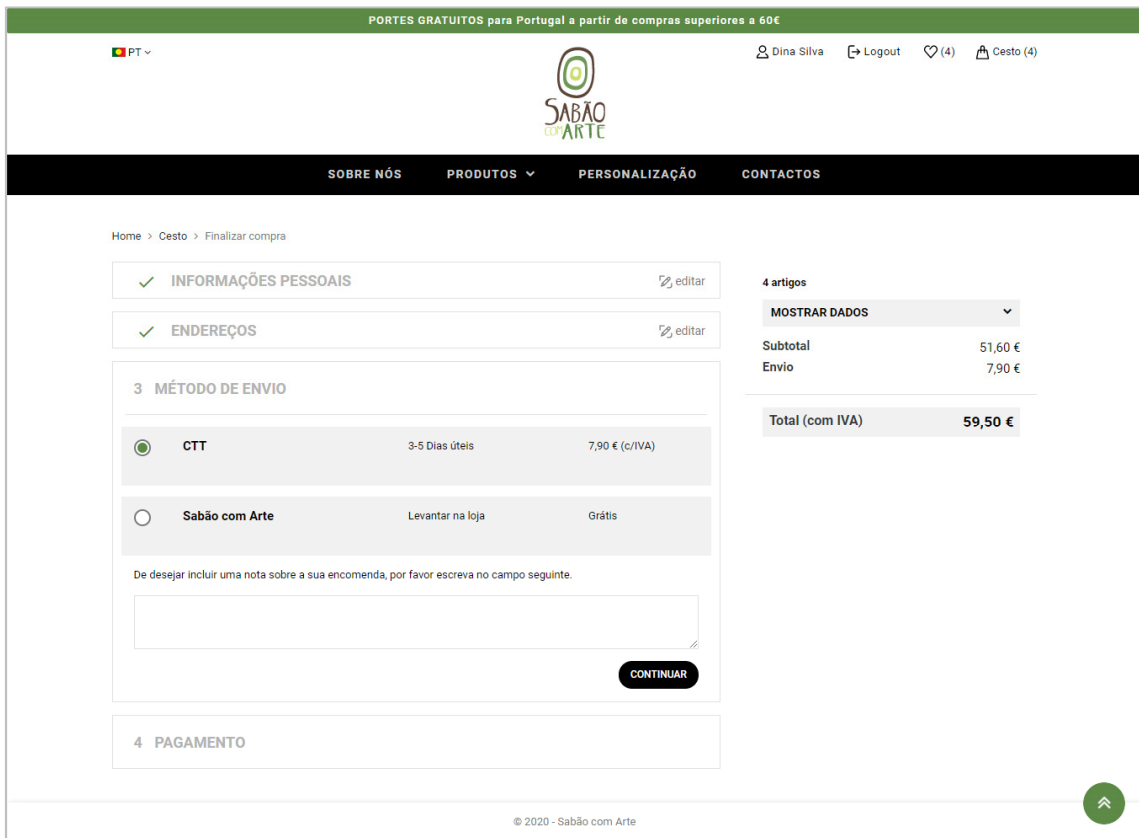 PORTES GRATUITOS para Portugal a partir de compras superiores a 60€
PT
Dina Silva Logout (4) Cesto (4)
SABÃO
COM ARTE
SOBRE NÓS PRODUTOS PERSONALIZAÇÃO CONTACTOS
Home > Cesto > Finalizar compra
INFORMAÇÕES PESSOAIS editar
ENDEREÇOS editar
3 MÉTODO DE ENVIO
CTT 3-5 Dias úteis 7,90 € (c/IVA)
Sabão com Arte Levantar na loja Grátis
De desejar incluir uma nota sobre a sua encomenda, por favor escreva no campo seguinte.
CONTINUAR
4 PAGAMENTO
4 artigos
MOSTRAR DADOS
Subtotal 51,60 €
Envio 7,90 €
Total (com IVA) 59,50 €
© 2020 - Sabão com Arte